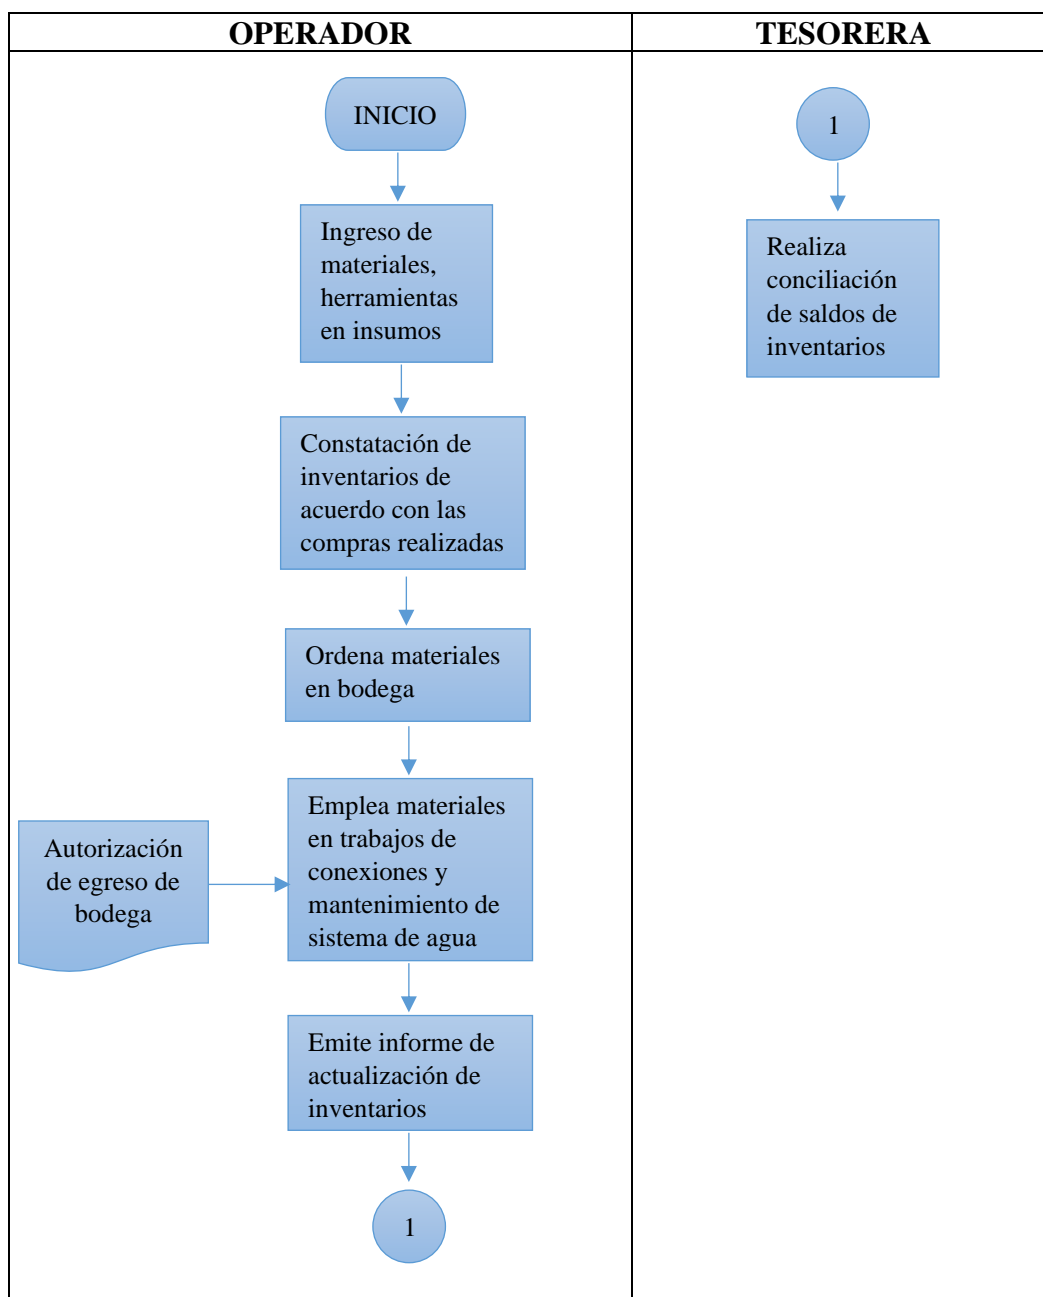 OPERADOR
TESORERA
INICIO
Ingreso de
materiales,
herramientas
en insumos
Constatación de
inventarios de
acuerdo con las
compras realizadas
Ordena materiales
en bodega
Autorización
de egreso de
bodega
Emplea materiales
en trabajos de
conexiones y
mantenimiento de
sistema de agua
Emite informe de
actualización de
inventarios
1
1
Realiza
conciliación
de saldos de
inventarios